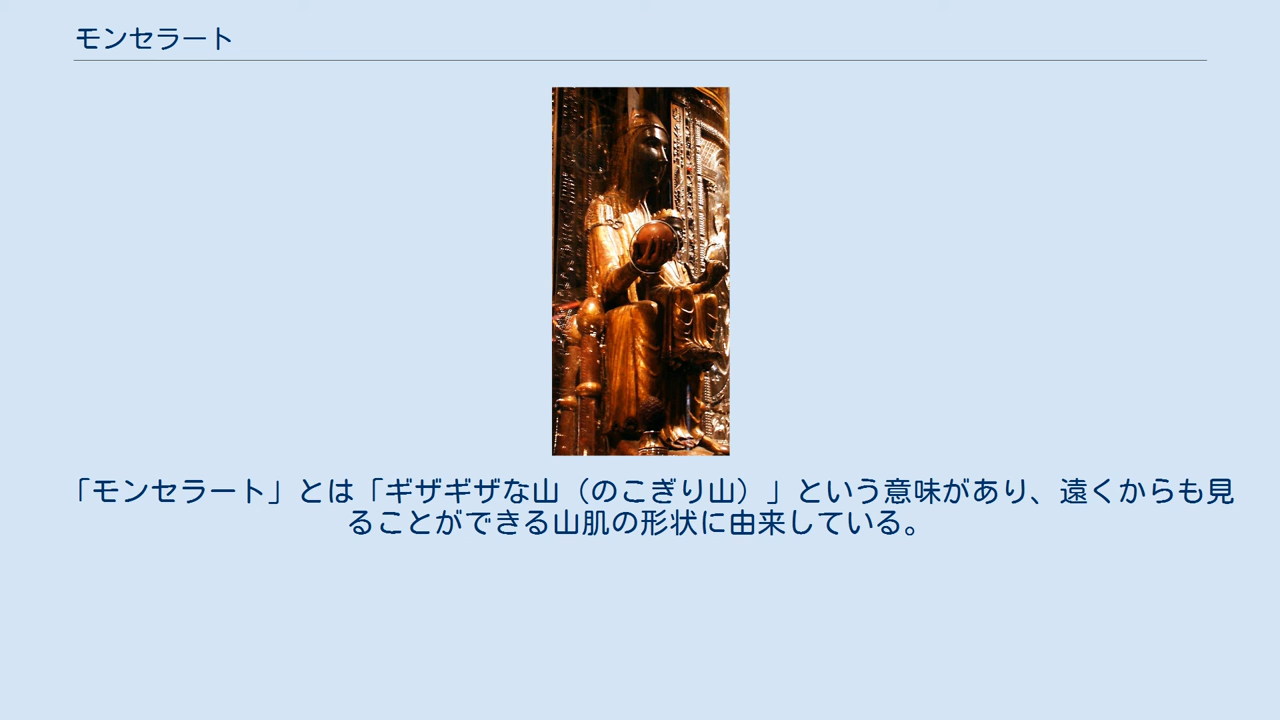 モンセラート
「モンセラート」とは「ギザギザな山（のこぎり山）」という意味があり、遠くからも見
ることができる山肌の形状に由来している。